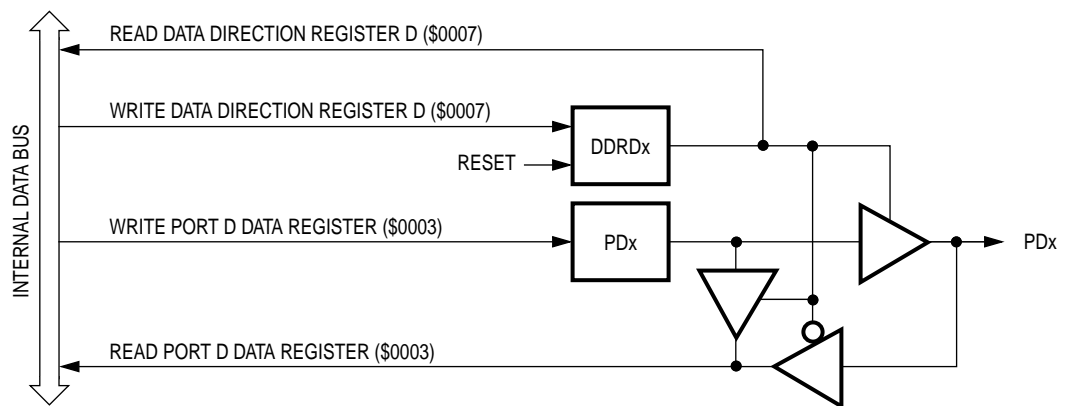 READ DATA DIRECTION REGISTER D ($0007)
WRITE DATA DIRECTION REGISTER D ($0007)
RESET
DDRDx
INTERNAL DATA BUS
WRITE PORT D DATA REGISTER ($0003)
PDx
PDx
READ PORT D DATA REGISTER ($0003)